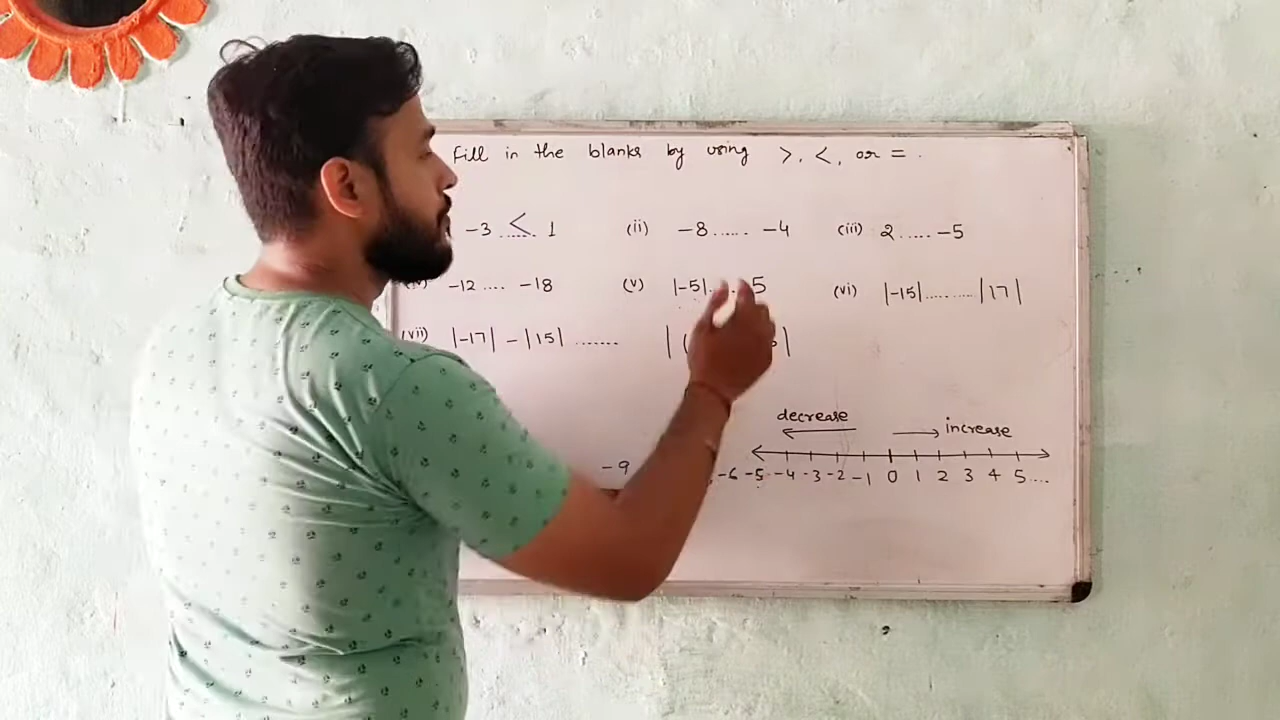 Fill in the blanks by using >, <, or = .
-3 ..<.. 1 (ii) -8 ..... -4 (iii) 2 ..... -5
-12 .... -18 (v) |-5| .... 5 (vi) |-15| ......... |17|
(vii) |-17| - |15| .......
decrease increase
-9 -6 -5 -4 -3 -2 -1 0 1 2 3 4 5 ....